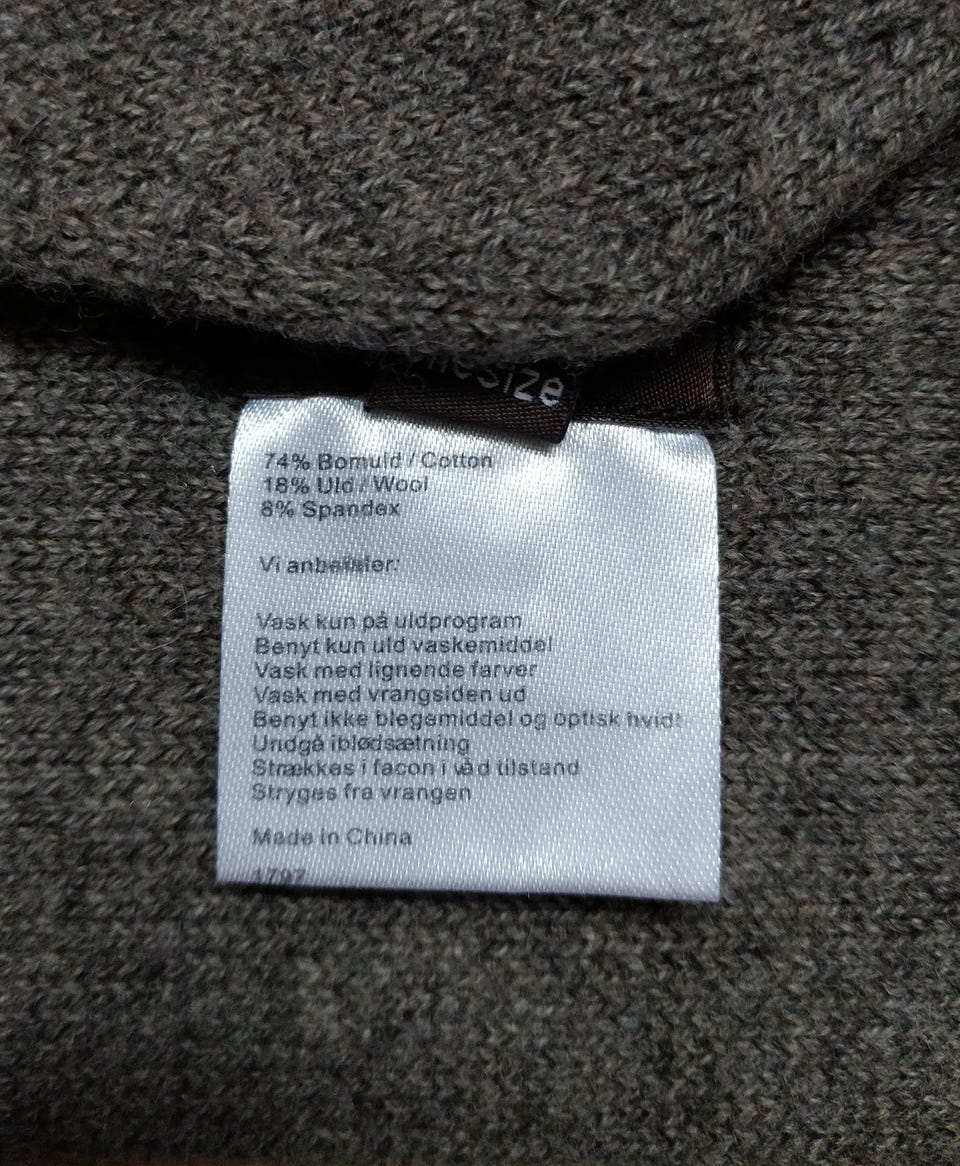 onesize
74% Bomuld / Cotton
18% Uld / Wool
8% Spandex
Vi anbefaler:
Vask kun på uldprogram
Benyt kun uld vaskemiddel
Vask med lignende farver
Vask med vrangsiden ud
Benyt ikke blegemiddel og optisk hvidt
Undgå iblødsætning
Strækkes i facon i våd tilstand
Stryges fra vrangen
Made in China
1797